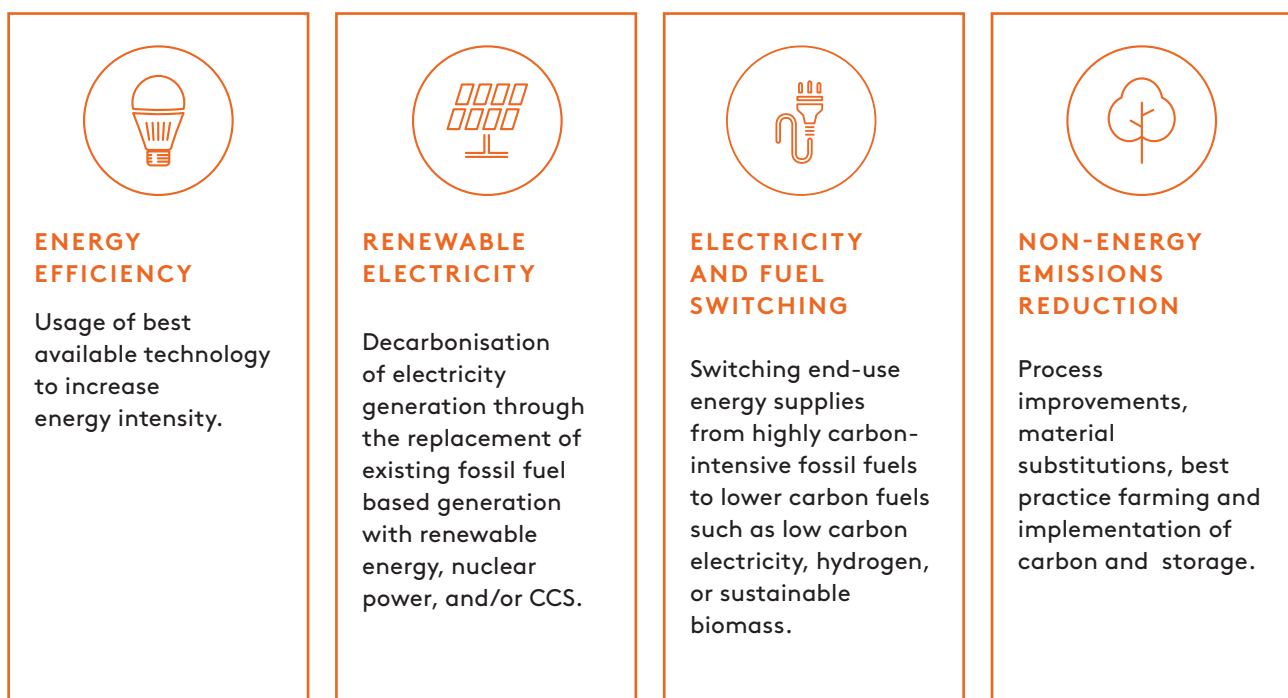 ENERGY
EFFICIENCY
Usage of best
available technology
to increase
energy intensity.
RENEWABLE
ELECTRICITY
Decarbonisation
of electricity
generation through
the replacement of
existing fossil fuel
based generation
with renewable
energy, nuclear
power, and/or CCS.
ELECTRICITY
AND FUEL
SWITCHING
Switching end-use
energy supplies
from highly carbon-
intensive fossil fuels
to lower carbon fuels
such as low carbon
electricity, hydrogen,
or sustainable
biomass.
NON-ENERGY
EMISSIONS
REDUCTION
Process
improvements,
material
substitutions, best
practice farming and
implementation of
carbon and  storage.